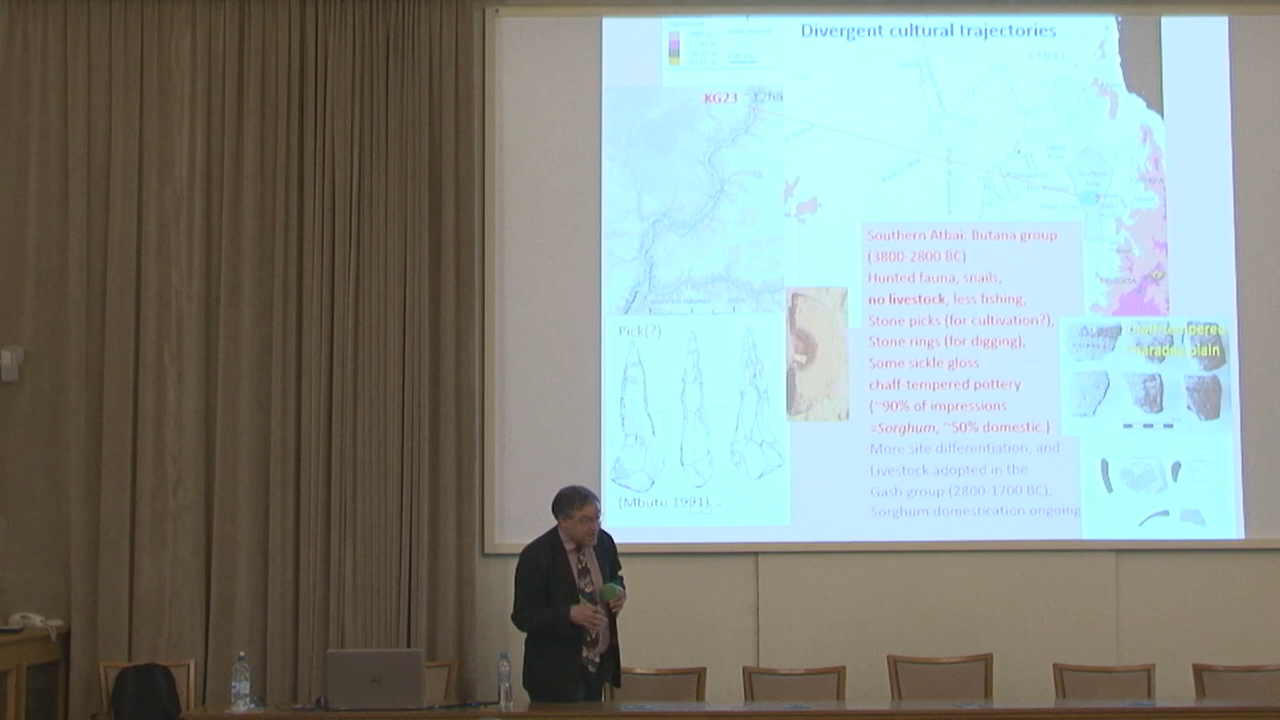 Divergent cultural trajectories
KG23 ~12ha
Southern Atbai: Butana group
(3800-2800 BC)
Hunted fauna, snails,
no livestock, less fishing,
Stone picks (for cultivation?),
Stone rings (for digging),
Some sickle gloss
chaff-tempered pottery
(~90% of impressions
=Sorghum, ~50% domestic.)
More site differentiation, and
Livestock adopted in the
Gash group (2800-1700 BC),
Sorghum domestication ongoing
Pick(?)
(Mbutu 1991)
chaff-tempered
plain